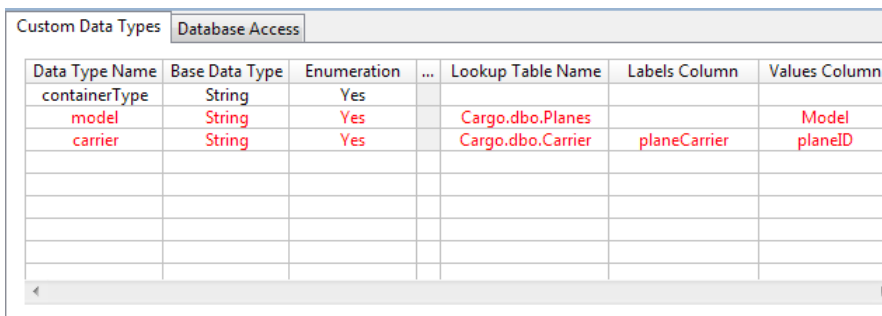 Custom Data Types Database Access
Data Type Name Base Data Type Enumeration ... Lookup Table Name Labels Column Values Column
containerType String Yes
model String Yes Cargo.dbo.Planes Model
carrier String Yes Cargo.dbo.Carrier planeCarrier planeID